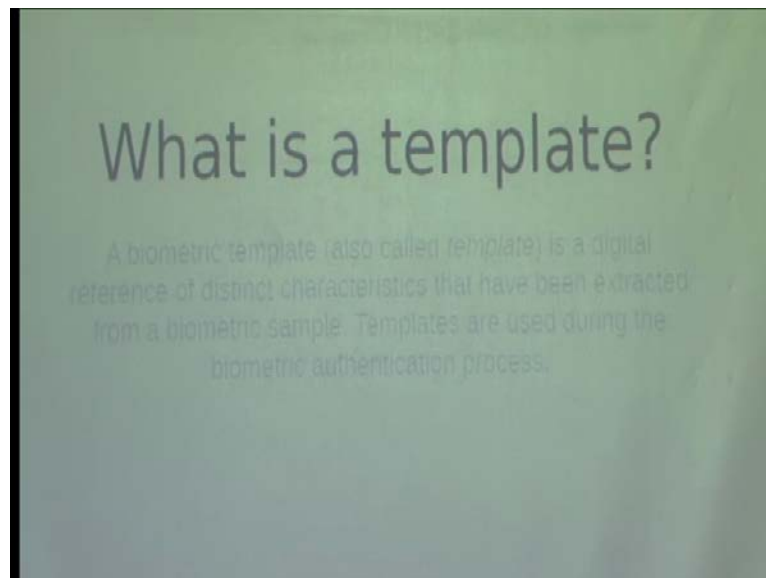 What is a template?
A biometric template (also called template) is a digital
reference of distinct characteristics that have been extracted
from a biometric sample. Templates are used during the
biometric authentication process.